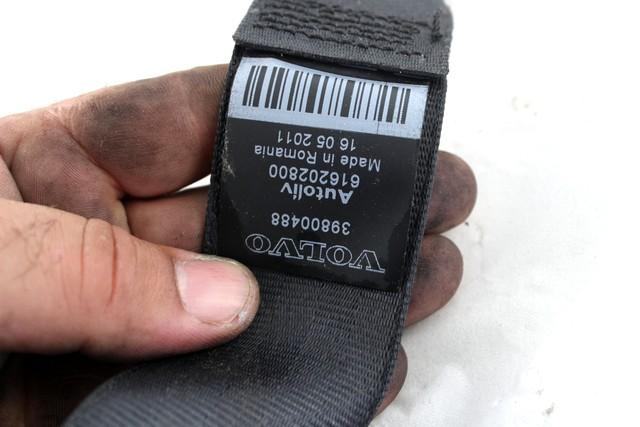 VOLVO
39800488
Autoliv
616202800
Made in Romania
16 05 2011